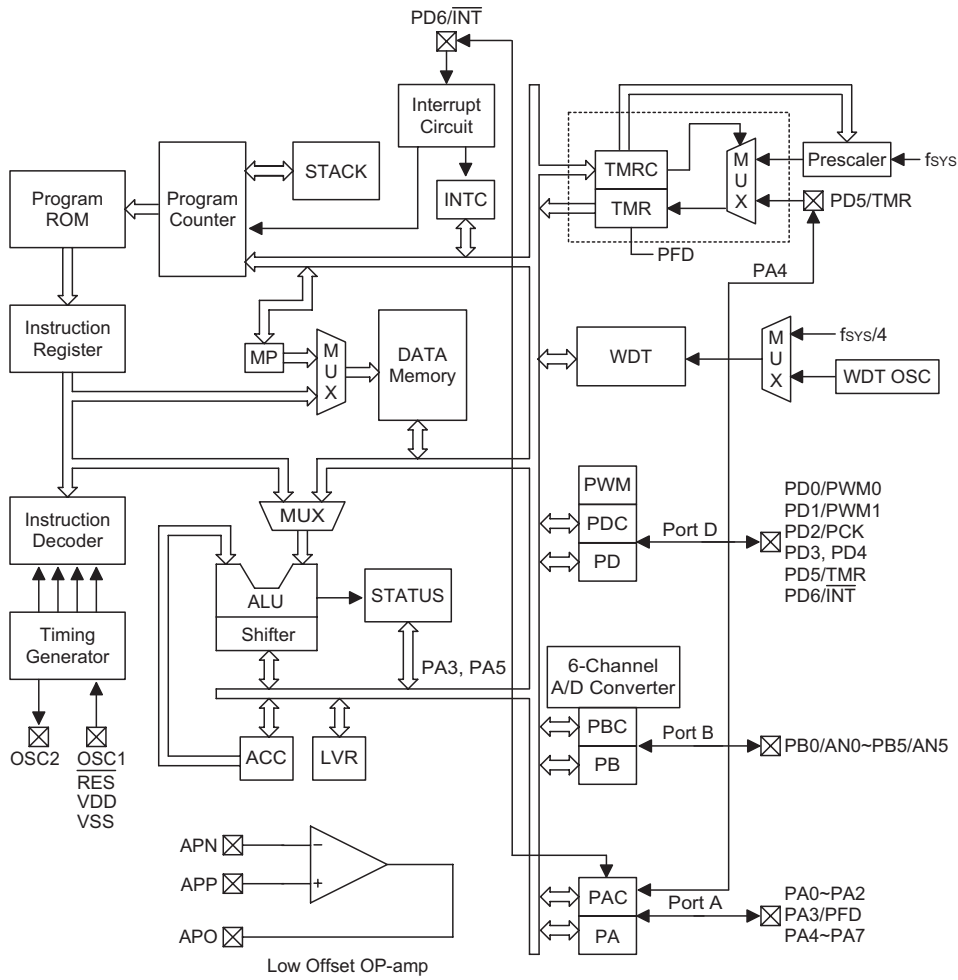 PD6/INT
Interrupt
Circuit
INTC
STACK
Program
Counter
Program
ROM
Instruction
Register
MP
M
U
X
DATA
Memory
TMRC
TMR
M
U
X
Prescaler
fSYS
PD5/TMR
PFD
PA4
WDT
M
U
X
fSYS/4
WDT OSC
Instruction
Decoder
MUX
ALU
Shifter
STATUS
Timing
Generator
PA3, PA5
OSC2
OSC1
RES
VDD
VSS
ACC
LVR
PWM
PDC
PD
Port D
PD0/PWM0
PD1/PWM1
PD2/PCK
PD3, PD4
PD5/TMR
PD6/INT
6-Channel
A/D Converter
PBC
PB
Port B
PB0/AN0~PB5/AN5
APN
APP
APO
−
+
Low Offset OP-amp
PAC
PA
Port A
PA0~PA2
PA3/PFD
PA4~PA7